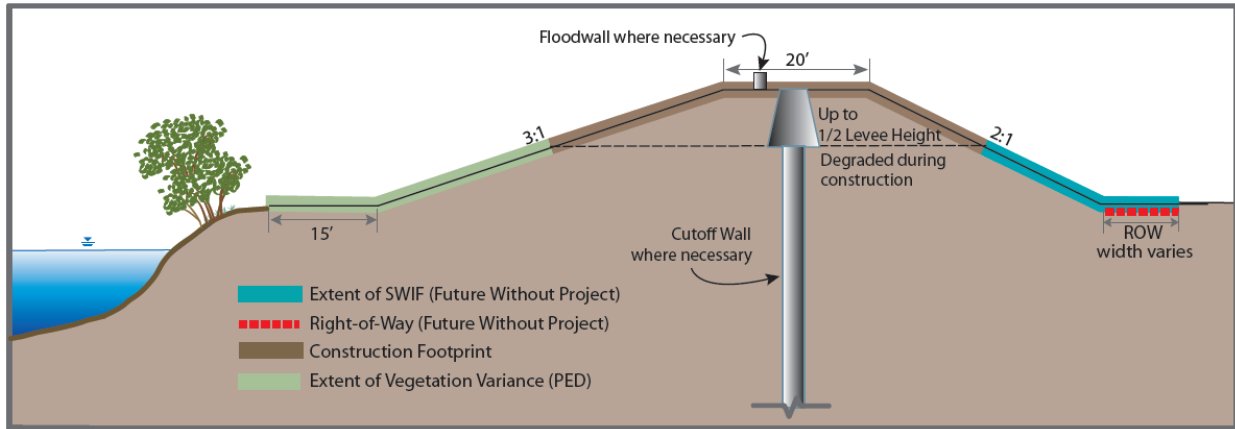 Floodwall where necessary
20’
3:1
Up to
1/2 Levee Height
2:1
Degraded during
construction
15’
Cutoff Wall
where necessary
ROW
width varies
Extent of SWIF (Future Without Project)
Right-of-Way (Future Without Project)
Construction Footprint
Extent of Vegetation Variance (PED)